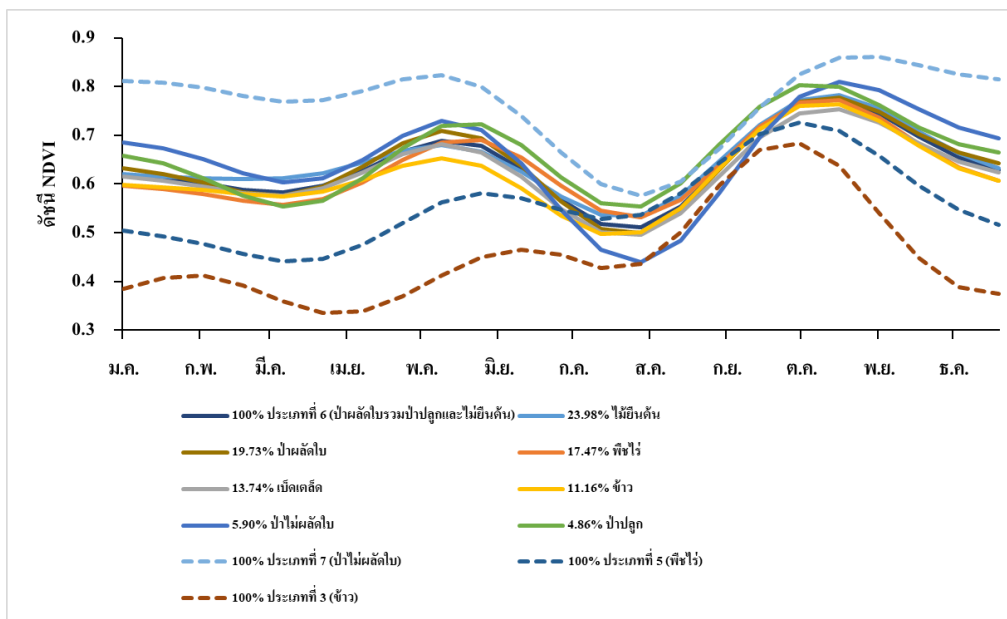 0.9
0.8
0.7
0.6
0.5
0.4
0.3
ดัชนี NDVI
ม.ค. ก.พ. มี.ค. เม.ย. พ.ค. มิ.ย. ก.ค. ส.ค. ก.ย. ต.ค. พ.ย. ธ.ค.
100% ประเภทที่ 6 (ป่าผลัดใบรวมป่าปลูกและไม้ยืนต้น) 23.98% ไม้ยืนต้น
19.73% ป่าผลัดใบ 17.47% พืชไร่
13.74% เบ็ดเตล็ด 11.16% ข้าว
5.90% ป่าไม่ผลัดใบ 4.86% ป่าปลูก
100% ประเภทที่ 7 (ป่าไม่ผลัดใบ) 100% ประเภทที่ 5 (พืชไร่)
100% ประเภทที่ 3 (ข้าว)